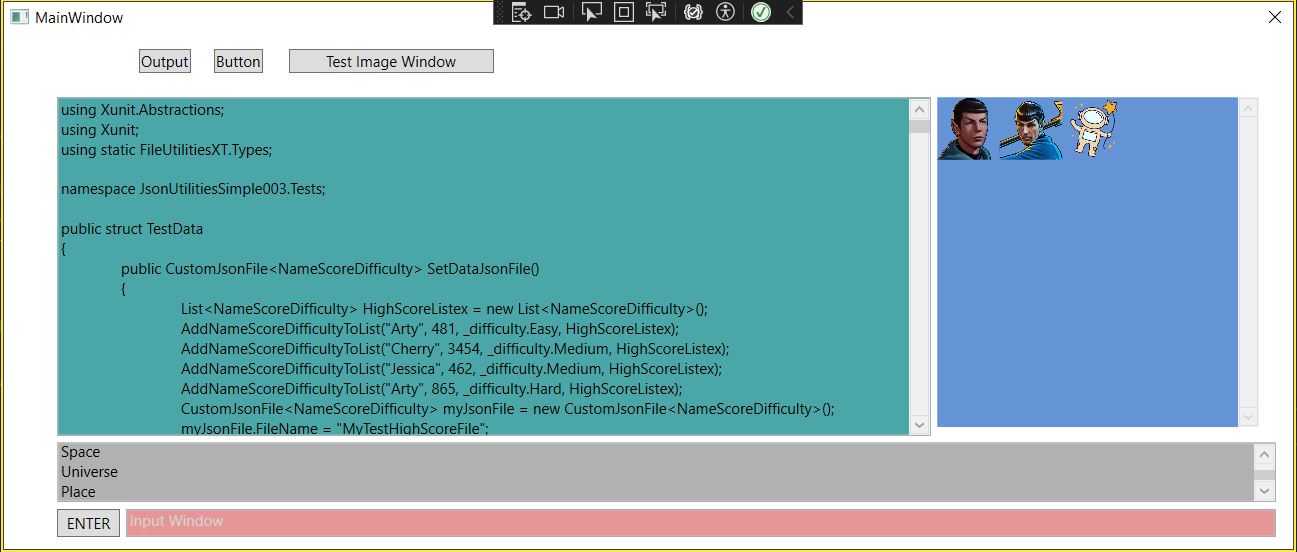 MainWindow
Output Button Test Image Window
using Xunit.Abstractions;
using Xunit;
using static FileUtilitiesXT.Types;
namespace JsonUtilitiesSimple003.Tests;
public struct TestData
{
public CustomJsonFile<NameScoreDifficulty> SetDataJsonFile()
{
List<NameScoreDifficulty> HighScoreListex = new List<NameScoreDifficulty>();
AddNameScoreDifficultyToList("Arty", 481, _difficulty.Easy, HighScoreListex);
AddNameScoreDifficultyToList("Cherry", 3454, _difficulty.Medium, HighScoreListex);
AddNameScoreDifficultyToList("Jessica", 462, _difficulty.Medium, HighScoreListex);
AddNameScoreDifficultyToList("Arty", 865, _difficulty.Hard, HighScoreListex);
CustomJsonFile<NameScoreDifficulty> myJsonFile = new CustomJsonFile<NameScoreDifficulty>();
myJsonFile.FileName = "MyTestHighScoreFile";
Space
Universe
Place
ENTER Input Window